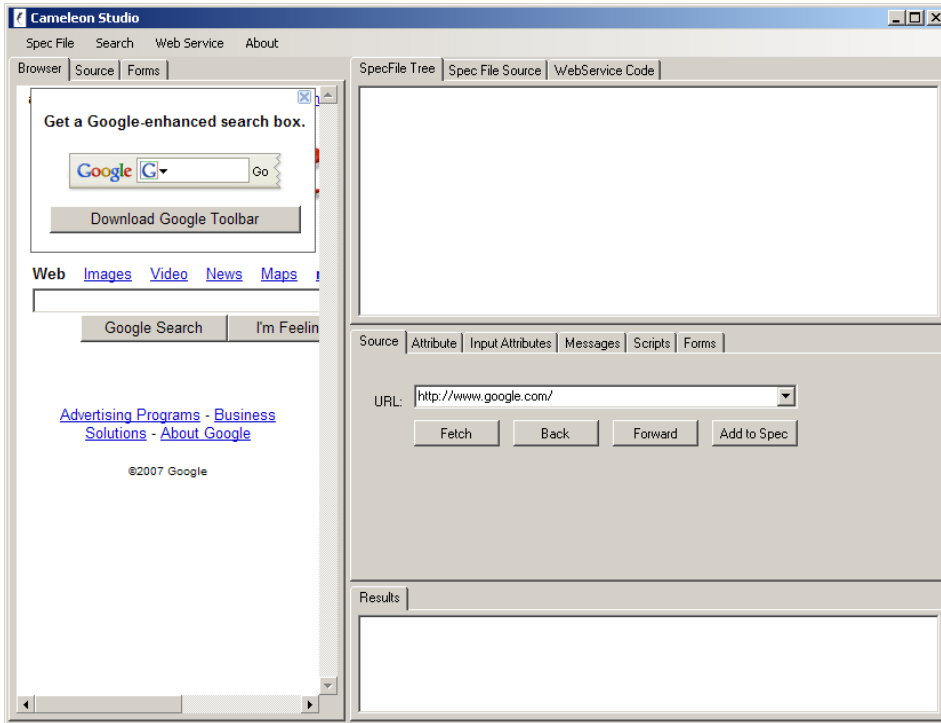 Cameleon Studio
Spec File Search Web Service About
Browser Source Forms
Get a Google-enhanced search box.
Google G Go
Download Google Toolbar
Web Images Video News Maps
Google Search I'm Feelin
Advertising Programs - Business
Solutions - About Google
©2007 Google
SpecFile Tree Spec File Source WebService Code
Source Attribute Input Attributes Messages Scripts Forms
URL: http://www.google.com/
Fetch Back Forward Add to Spec
Results